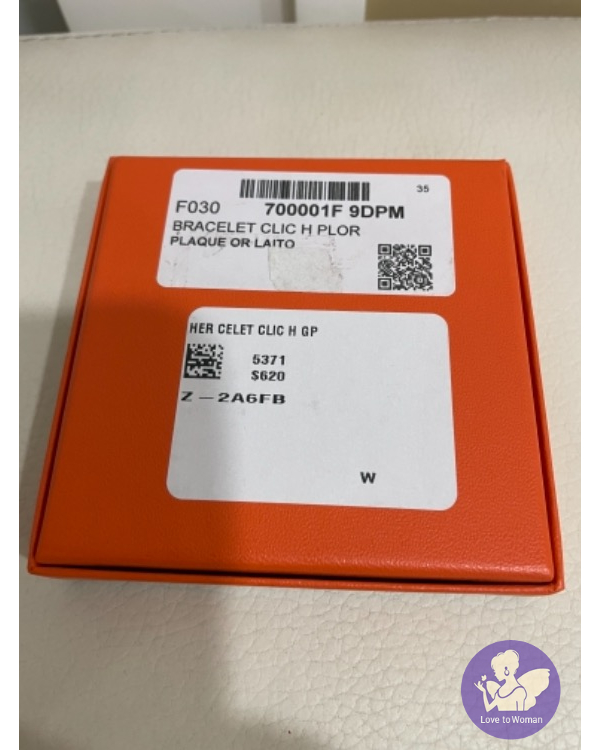 35
F030 700001F 9DPM
BRACELET CLIC H PLOR
PLAQUE OR LAITO
HER CELET CLIC H GP
5371
$620
Z - 2A6FB
W
Love to Woman